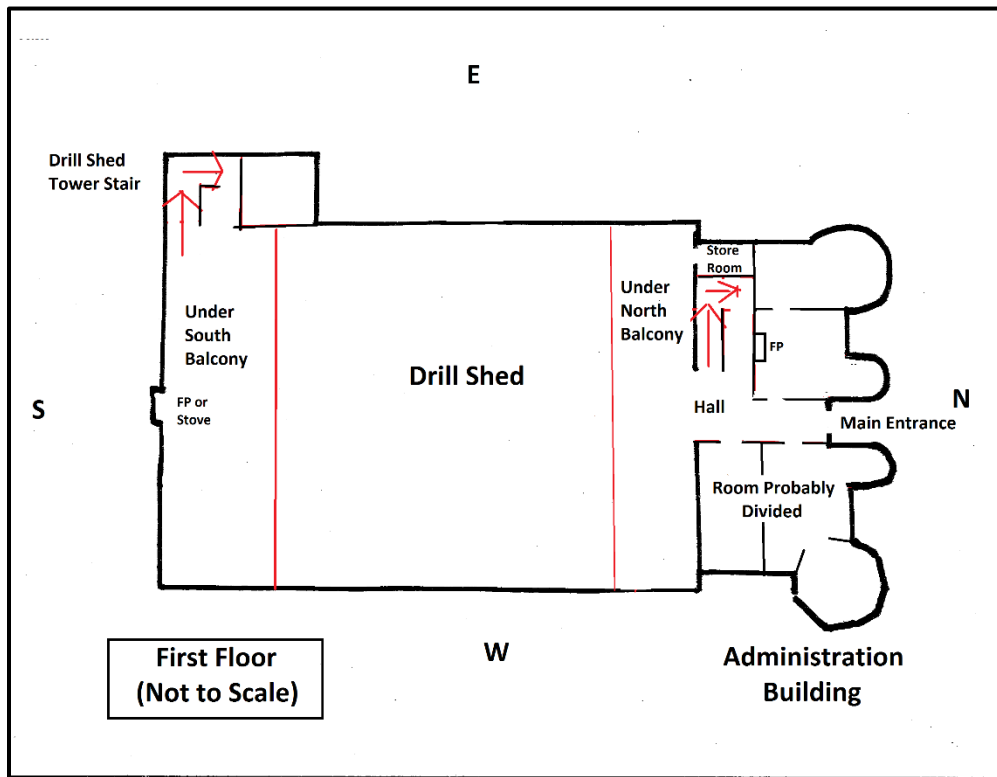 E
Drill Shed
Tower Stair
Store
Room
Under
South
Balcony
Under
North
Balcony
FP
Drill Shed
S
FP or
Stove
Hall
N
Main Entrance
Room Probably
Divided
W
First Floor
(Not to Scale)
Administration
Building